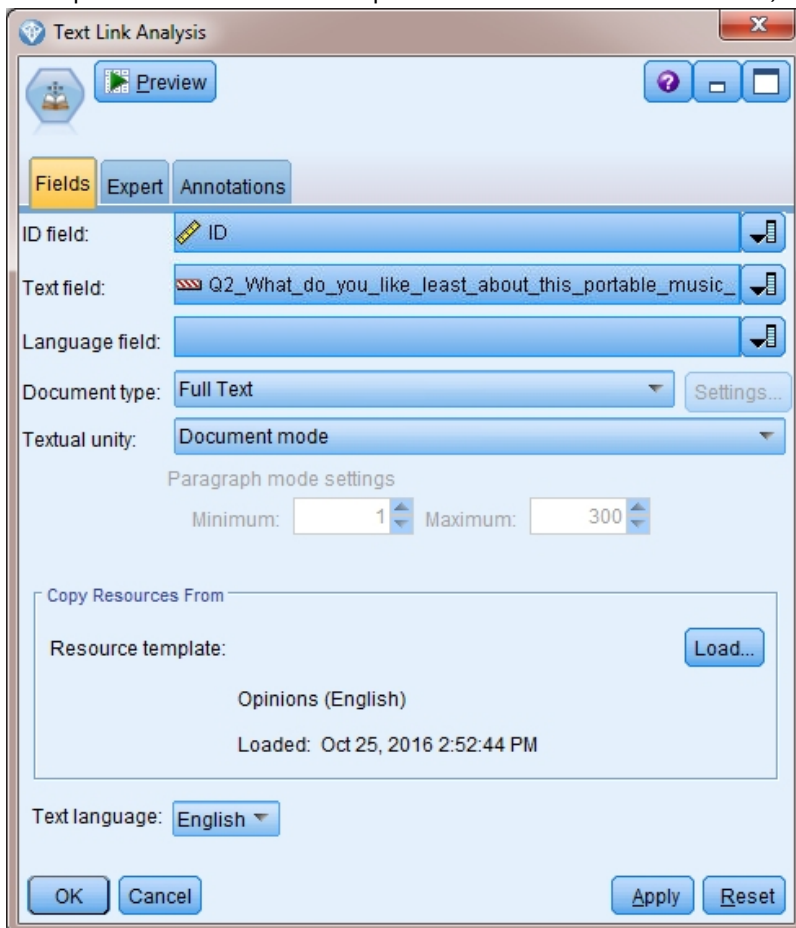 Text Link Analysis
Preview
Fields Expert Annotations
ID field: ID
Text field: Q2_What_do_you_like_least_about_this_portable_music_
Language field:
Document type: Full Text Settings...
Textual unity: Document mode
Paragraph mode settings
Minimum: 1 Maximum: 300
Copy Resources From
Resource template: Load...
Opinions (English)
Loaded: Oct 25, 2016 2:52:44 PM
Text language: English
OK Cancel Apply Reset